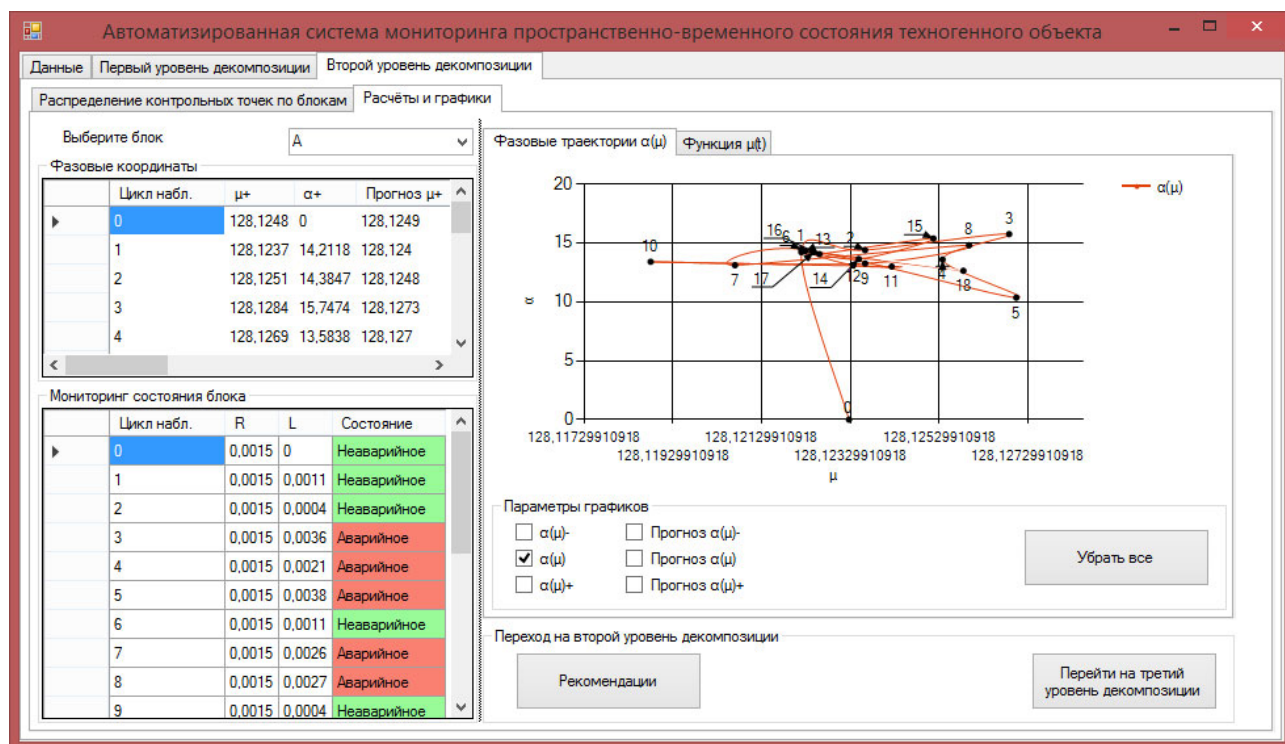 Автоматизированная система мониторинга пространственно-временного состояния техногенного объекта
Данные Первый уровень декомпозиции Второй уровень декомпозиции
Распределение контрольных точек по блокам Расчёты и графики
Выберите блок A
Фазовые координаты
Цикл набл. μ+ α+ Прогноз μ+
0 128,1248 0 128,1249
1 128,1237 14,2118 128,124
2 128,1251 14,3847 128,1248
3 128,1284 15,7474 128,1273
4 128,1269 13,5838 128,127
Мониторинг состояния блока
Цикл набл. R L Состояние
0 0,0015 0 Неаварийное
1 0,0015 0,0011 Неаварийное
2 0,0015 0,0004 Неаварийное
3 0,0015 0,0036 Аварийное
4 0,0015 0,0021 Аварийное
5 0,0015 0,0038 Аварийное
6 0,0015 0,0011 Неаварийное
7 0,0015 0,0026 Аварийное
8 0,0015 0,0027 Аварийное
9 0,0015 0,0004 Неаварийное
Фазовые траектории α(μ) Функция μ(t)
α(μ)
20
15
10
5
0
α
16 6 1 13 2 15 8 3
10
7 17 14 129 11 4 18
5
0
128,11729910918 128,12129910918 128,12529910918
128,11929910918 128,12329910918 128,12729910918
μ
Параметры графиков
α(μ)- Прогноз α(μ)-
α(μ) Прогноз α(μ)
α(μ)+ Прогноз α(μ)+
Убрать все
Переход на второй уровень декомпозиции
Рекомендации
Перейти на третий
уровень декомпозиции